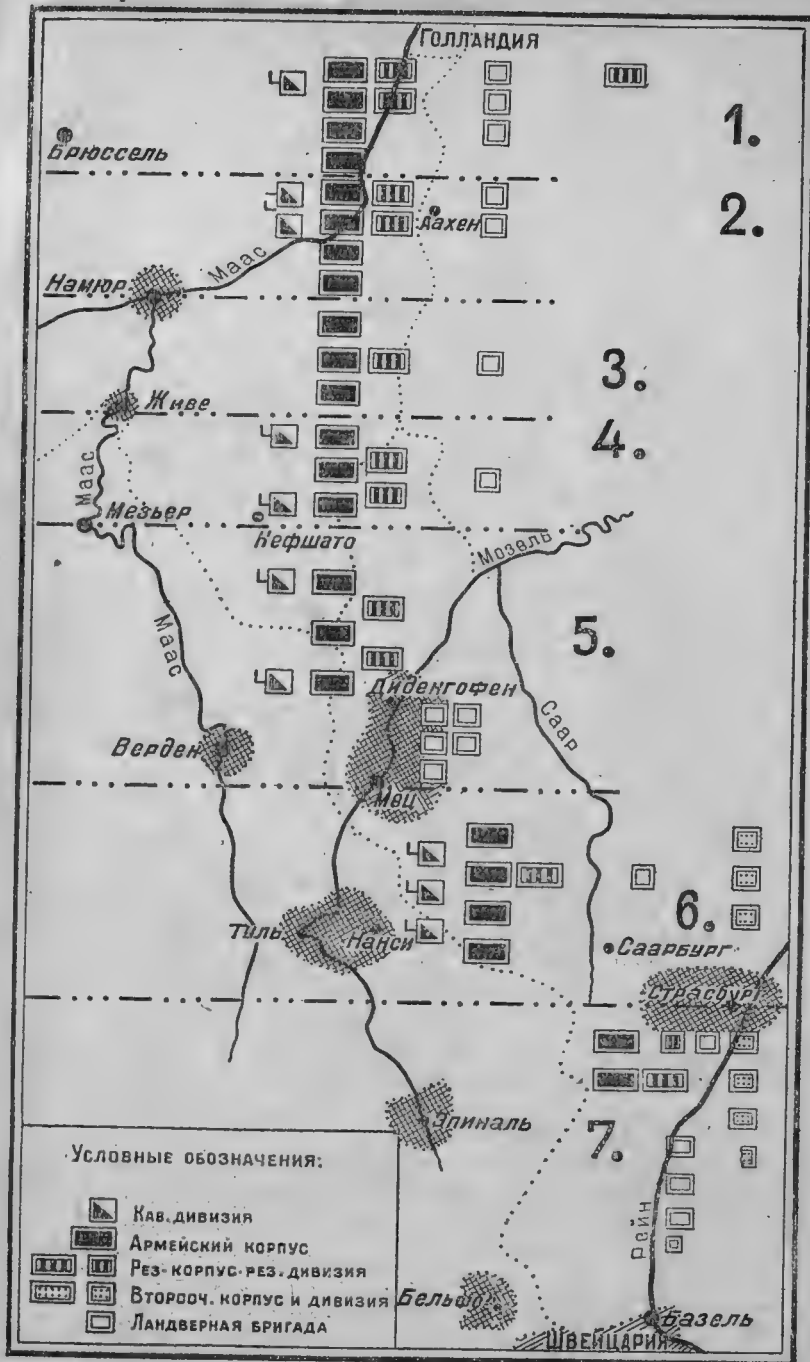 ГОЛЛАНДИЯ
1.
Брюссель
2.
Аахен
Маас
Намюр
3.
Живе
4.
Маас
Мезьер
Нефшато
Мозель
5.
Маас
Диденгофен
Саар
Верден
Мец
6.
Тиль
Нанси
Саарбург
Страсбург
Эпиналь
7.
Условные обозначения:
Кав. дивизия
Армейский корпус
Рез-корпус-рез. дивизия
Второоч. корпус и дивизия
Ландверная бригада
Рейн
Бельфор
Базель
ШВЕЙЦАРИЯ